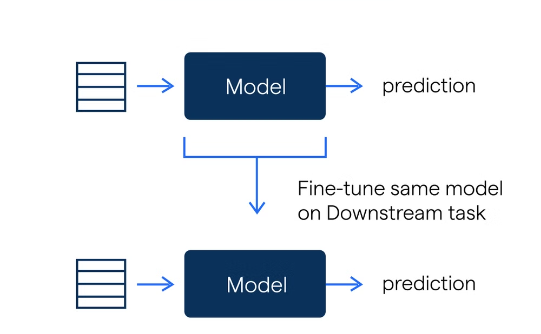 Model
prediction
Fine-tune same model
on Downstream task
Model
prediction